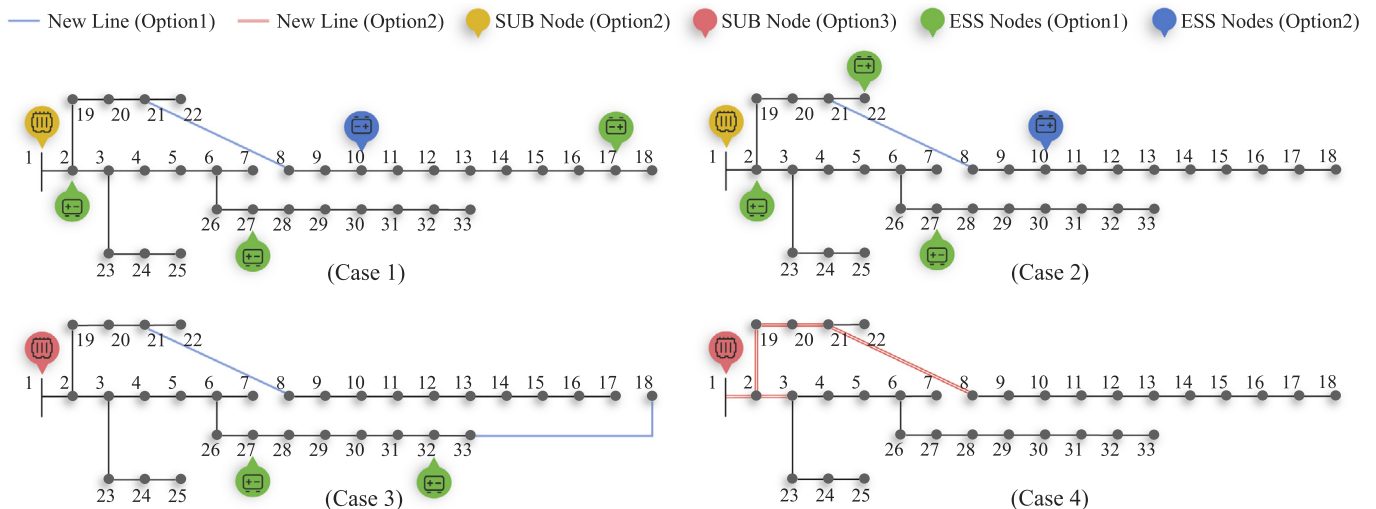 New Line (Option1) New Line (Option2) SUB Node (Option2) SUB Node (Option3) ESS Nodes (Option1) ESS Nodes (Option2)
19 20 21 22
1 2 3 4 5 6 7 8 9 10 11 12 13 14 15 16 17 18
26 27 28 29 30 31 32 33
23 24 25
(Case 1)
19 20 21 22
1 2 3 4 5 6 7 8 9 10 11 12 13 14 15 16 17 18
26 27 28 29 30 31 32 33
23 24 25
(Case 2)
19 20 21 22
1 2 3 4 5 6 7 8 9 10 11 12 13 14 15 16 17 18
26 27 28 29 30 31 32 33
23 24 25
(Case 3)
19 20 21 22
1 2 3 4 5 6 7 8 9 10 11 12 13 14 15 16 17 18
26 27 28 29 30 31 32 33
23 24 25
(Case 4)